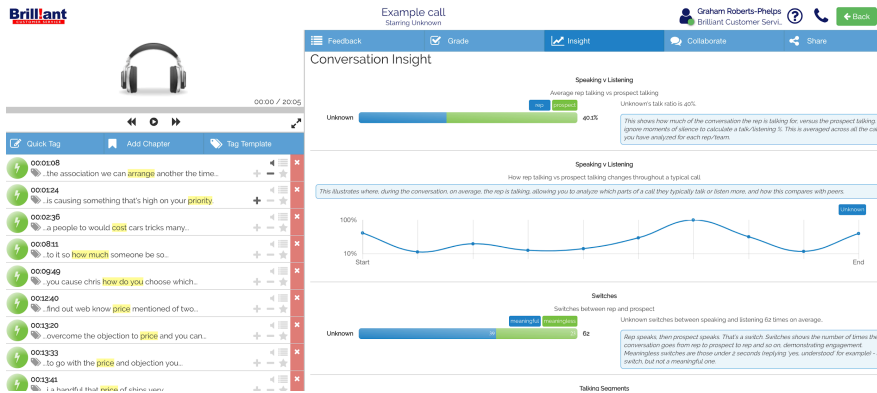 Brill!ant
CUSTOMER SERVICE
Example call
Starring Unknown
Graham Roberts-Phelps
Brilliant Customer Servi...
Back
00:00 / 20:05
Quick Tag
Add Chapter
Tag Template
00:01:08
...the association we can arrange another the time...
00:01:24
...is causing something that's high on your priority.
00:02:36
...a people to would cost cars tricks many...
00:08:11
...to it so how much someone be so...
00:09:49
...you cause chris how do you choose which...
00:12:40
...find out web know price mentioned of two...
00:13:20
...overcome the objection to price and you can...
00:13:33
...to go with the price and objection you...
00:13:41
...i a handful that price of ships very...
Feedback
Grade
Insight
Collaborate
Share
Conversation Insight
Speaking v Listening
Average rep talking vs prospect talking
rep
prospect
Unknown
40.1%
Unknown's talk ratio is 40%.
This shows how much of the conversation the rep is talking for, versus the prospect talking.
ignore moments of silence to calculate a talk/listening %. This is averaged across all the cal
you have analyzed for each rep/team.
Speaking v Listening
How rep talking vs prospect talking changes throughout a typical call.
This illustrates where, during the conversation, on average, the rep is talking, allowing you to analyze which parts of a call they typically talk or listen more, and how this compares with peers.
Unknown
100%
10%
Start
End
Switches
Switches between rep and prospect
meaningful
meaningless
Unknown
62
Unknown switches between speaking and listening 62 times on average.
Rep speaks, then prospect speaks. That's a switch. Switches shows the number of times the
conversation goes from rep to prospect to rep and so on, demonstrating engagement.
Meaningless switches are those under 2 seconds (replying 'yes, understood' for example) -
switch, but not a meaningful one.
Talking Segments